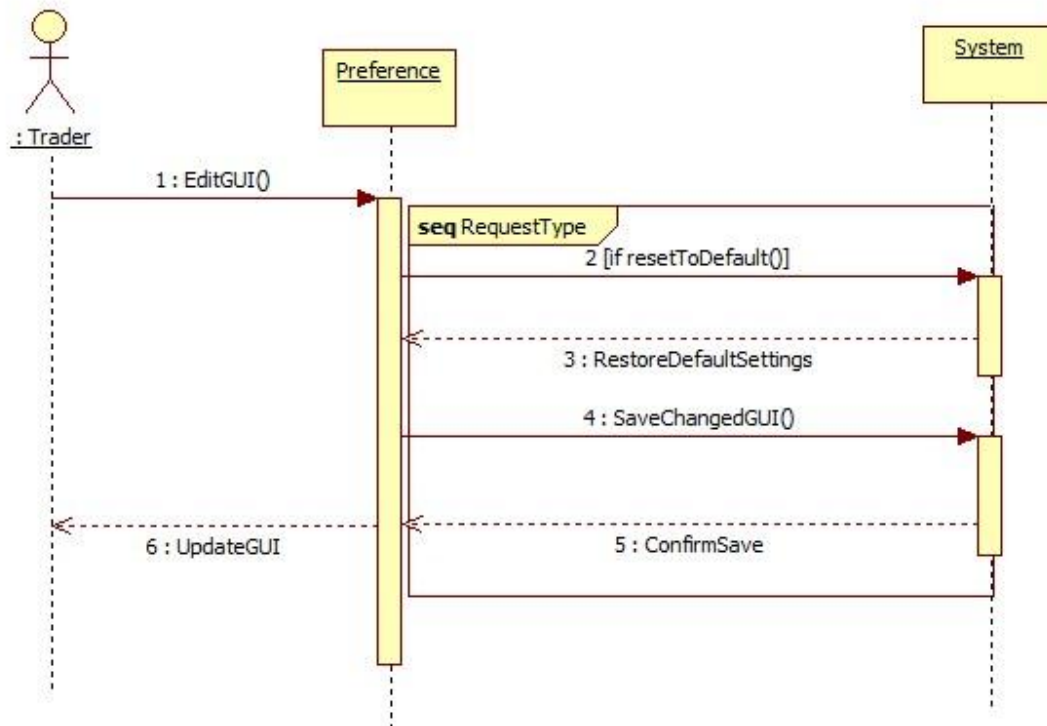 System
Preference
: Trader
1 : EditGUI()
seq RequestType
2 [if resetToDefault()]
3 : RestoreDefaultSettings
4 : SaveChangedGUI()
5 : ConfirmSave
6 : UpdateGUI